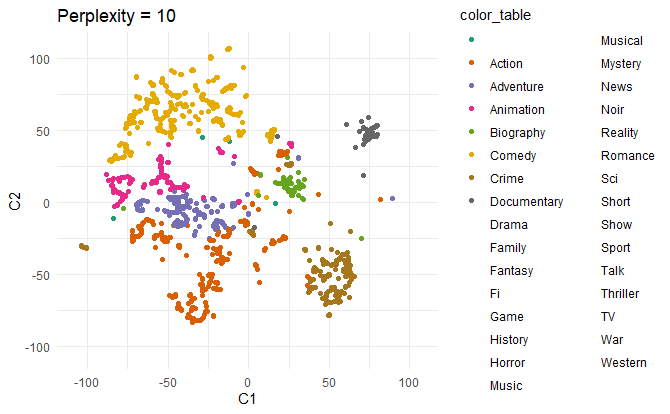 Perplexity = 10
C2
100
50
0
-50
-100
-100
-50
0
50
100
C1
color_table
Action
Adventure
Animation
Biography
Comedy
Crime
Documentary
Drama
Family
Fantasy
Fi
Game
History
Horror
Music
Musical
Mystery
News
Noir
Reality
Romance
Sci
Short
Show
Sport
Talk
Thriller
TV
War
Western